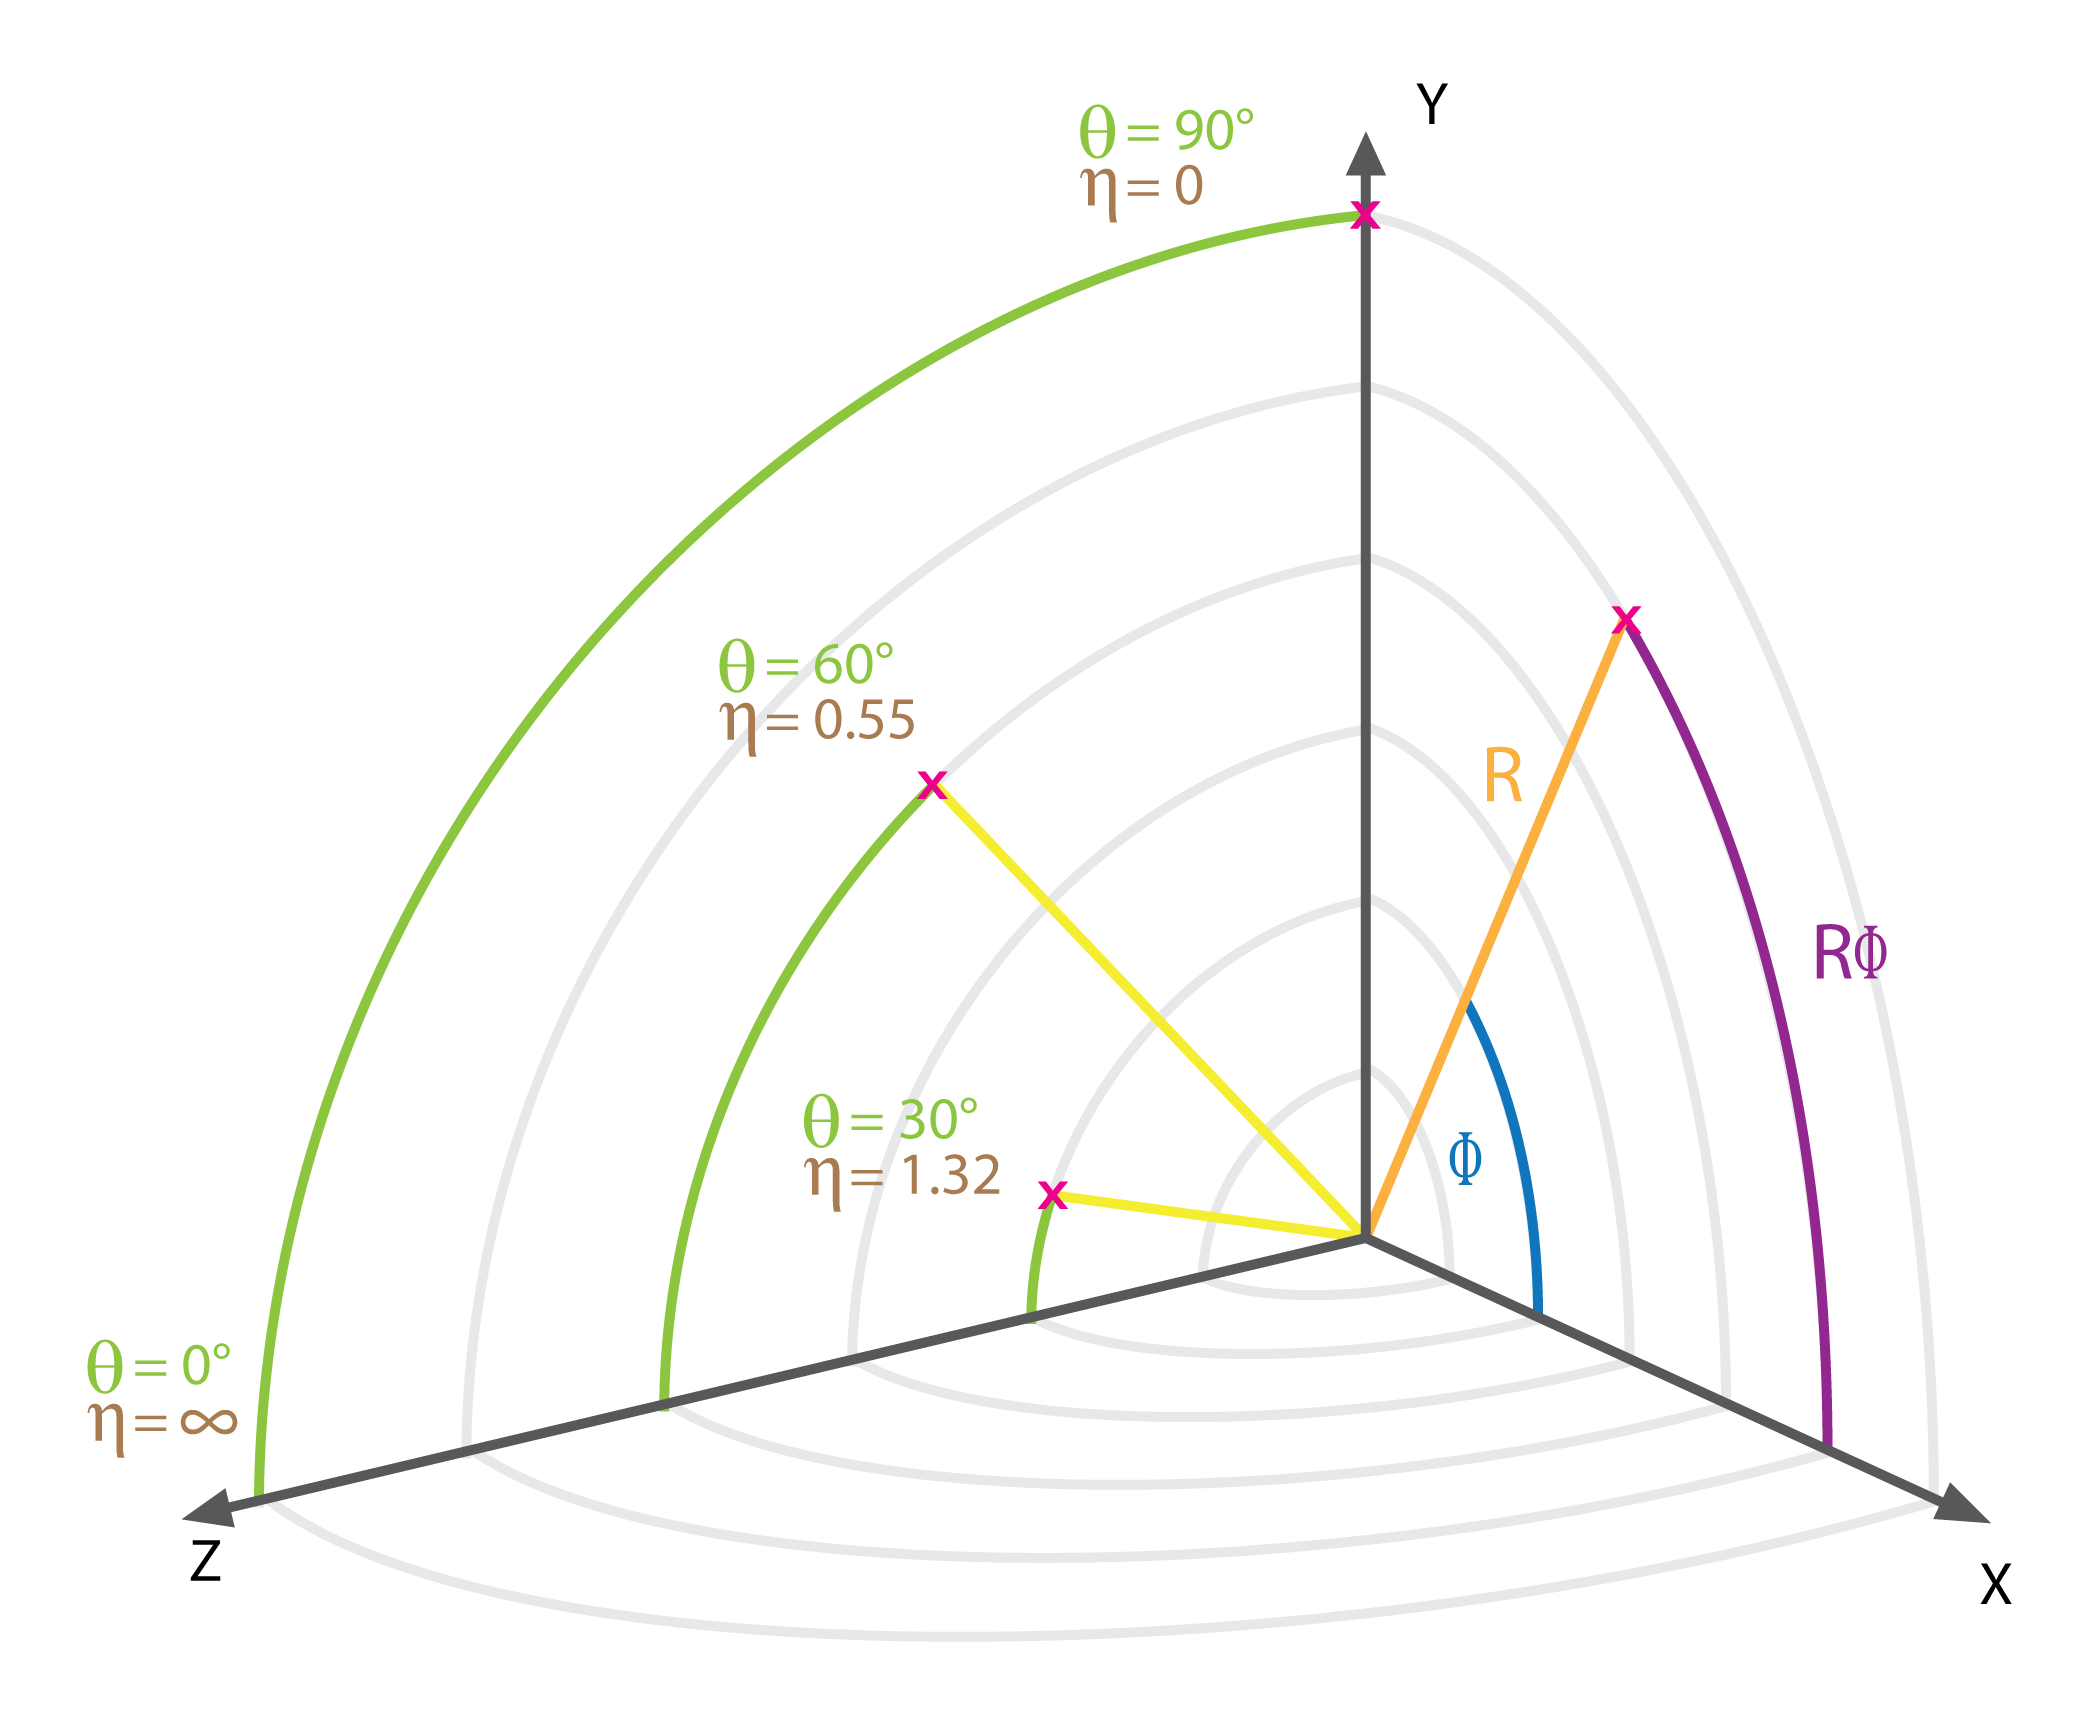 Y
θ = 90°
η = 0
θ = 60°
η = 0.55
R
RΦ
θ = 30°
η = 1.32
Φ
θ = 0°
η = ∞
Z
X